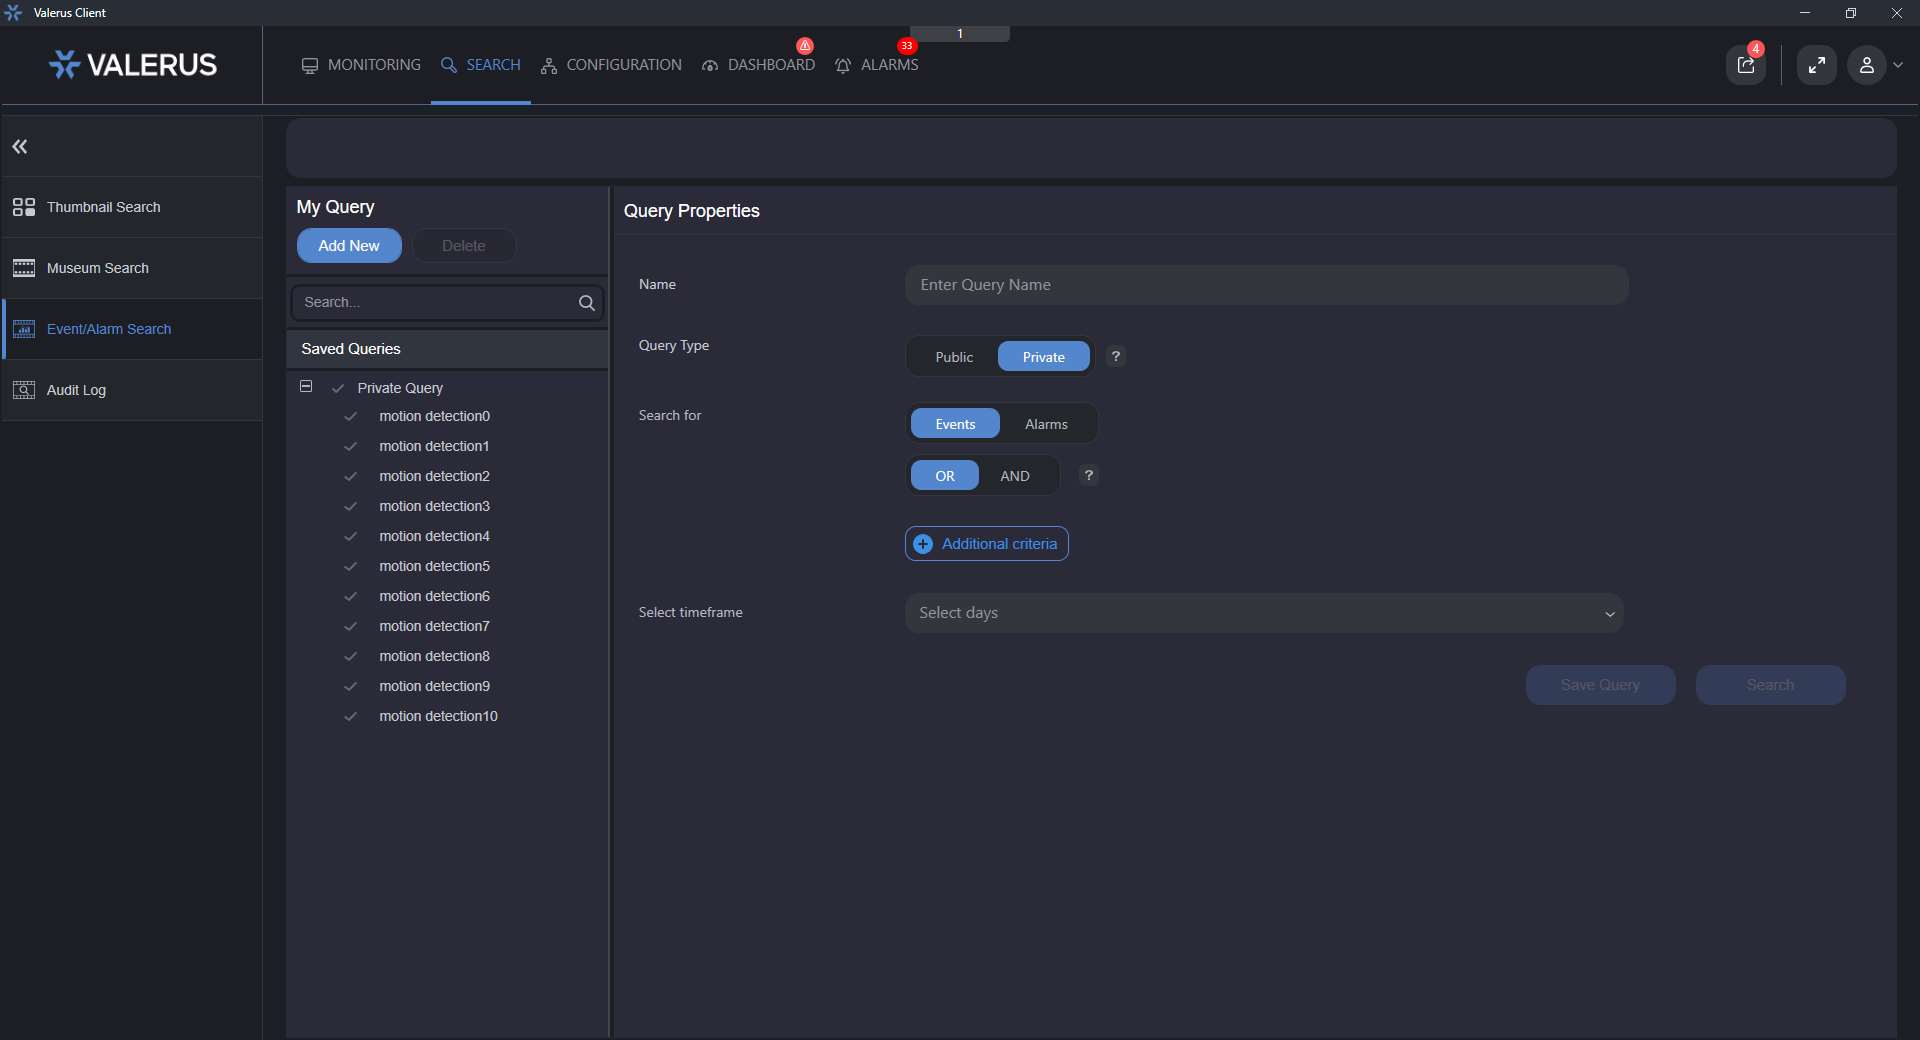 Valerus Client
1
VALERUS
MONITORING
SEARCH
CONFIGURATION
DASHBOARD
33
ALARMS
4
Thumbnail Search
Museum Search
Event/Alarm Search
Audit Log
My Query
Add New
Delete
Search...
Saved Queries
Private Query
motion detection0
motion detection1
motion detection2
motion detection3
motion detection4
motion detection5
motion detection6
motion detection7
motion detection8
motion detection9
motion detection10
Query Properties
Name
Enter Query Name
Query Type
Public
Private
?
Search for
Events
Alarms
OR
AND
?
Additional criteria
Select timeframe
Select days
Save Query
Search